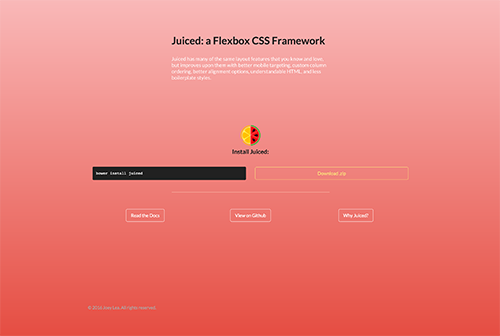 Juiced: a Flexbox CSS Framework
Juiced has many of the same layout features that you know and love,
but improves upon them with better mobile targeting, custom column
ordering, better alignment options, understandable HTML, and less
boilerplate styles.
Install Juiced:
bower install juiced
Download .zip
Read the Docs
View on Github
Why Juiced?
All rights reserved.